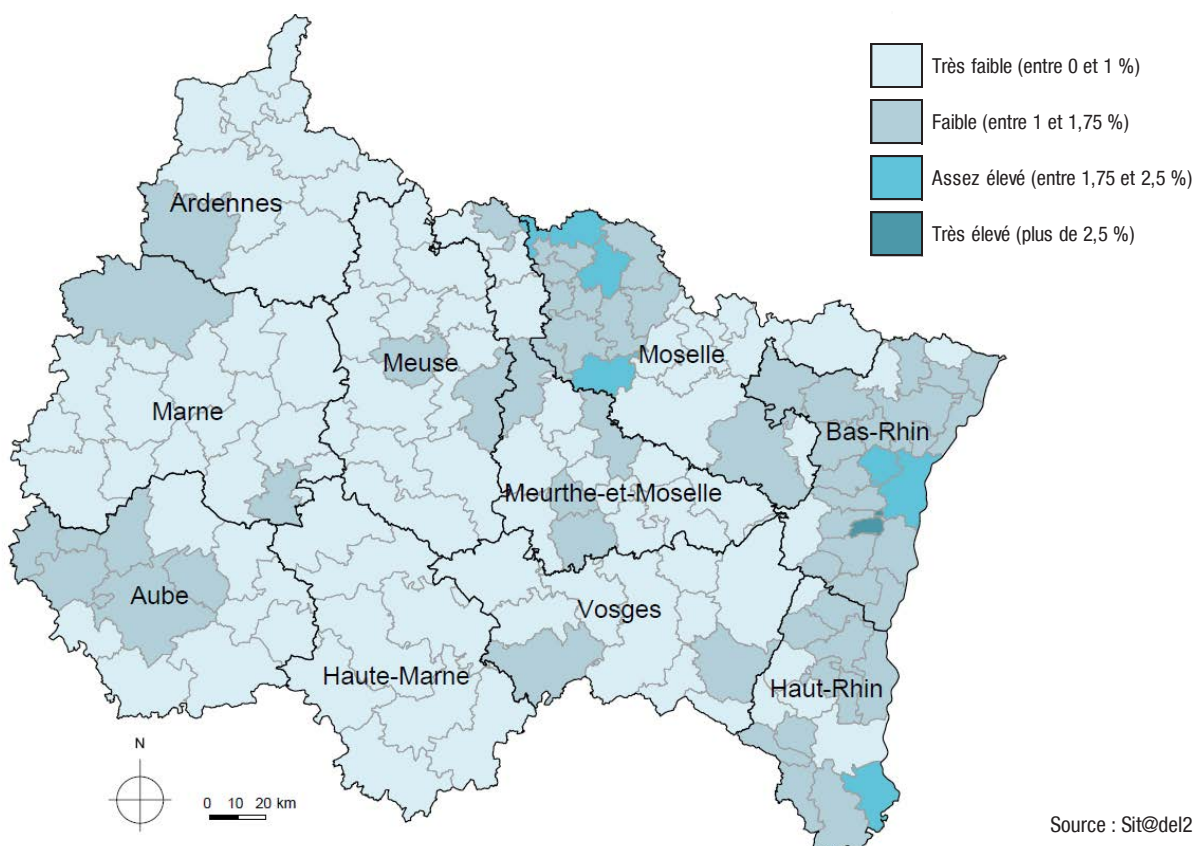 Très faible (entre 0 et 1 %)
Faible (entre 1 et 1,75 %)
Assez élevé (entre 1,75 et 2,5 %)
Très élevé (plus de 2,5 %)
Ardennes
Meuse
Moselle
Marne
Bas-Rhin
Meurthe-et-Moselle
Aube
Vosges
Haute-Marne
Haut-Rhin
N
0 10 20 km
Source : Sit@del2